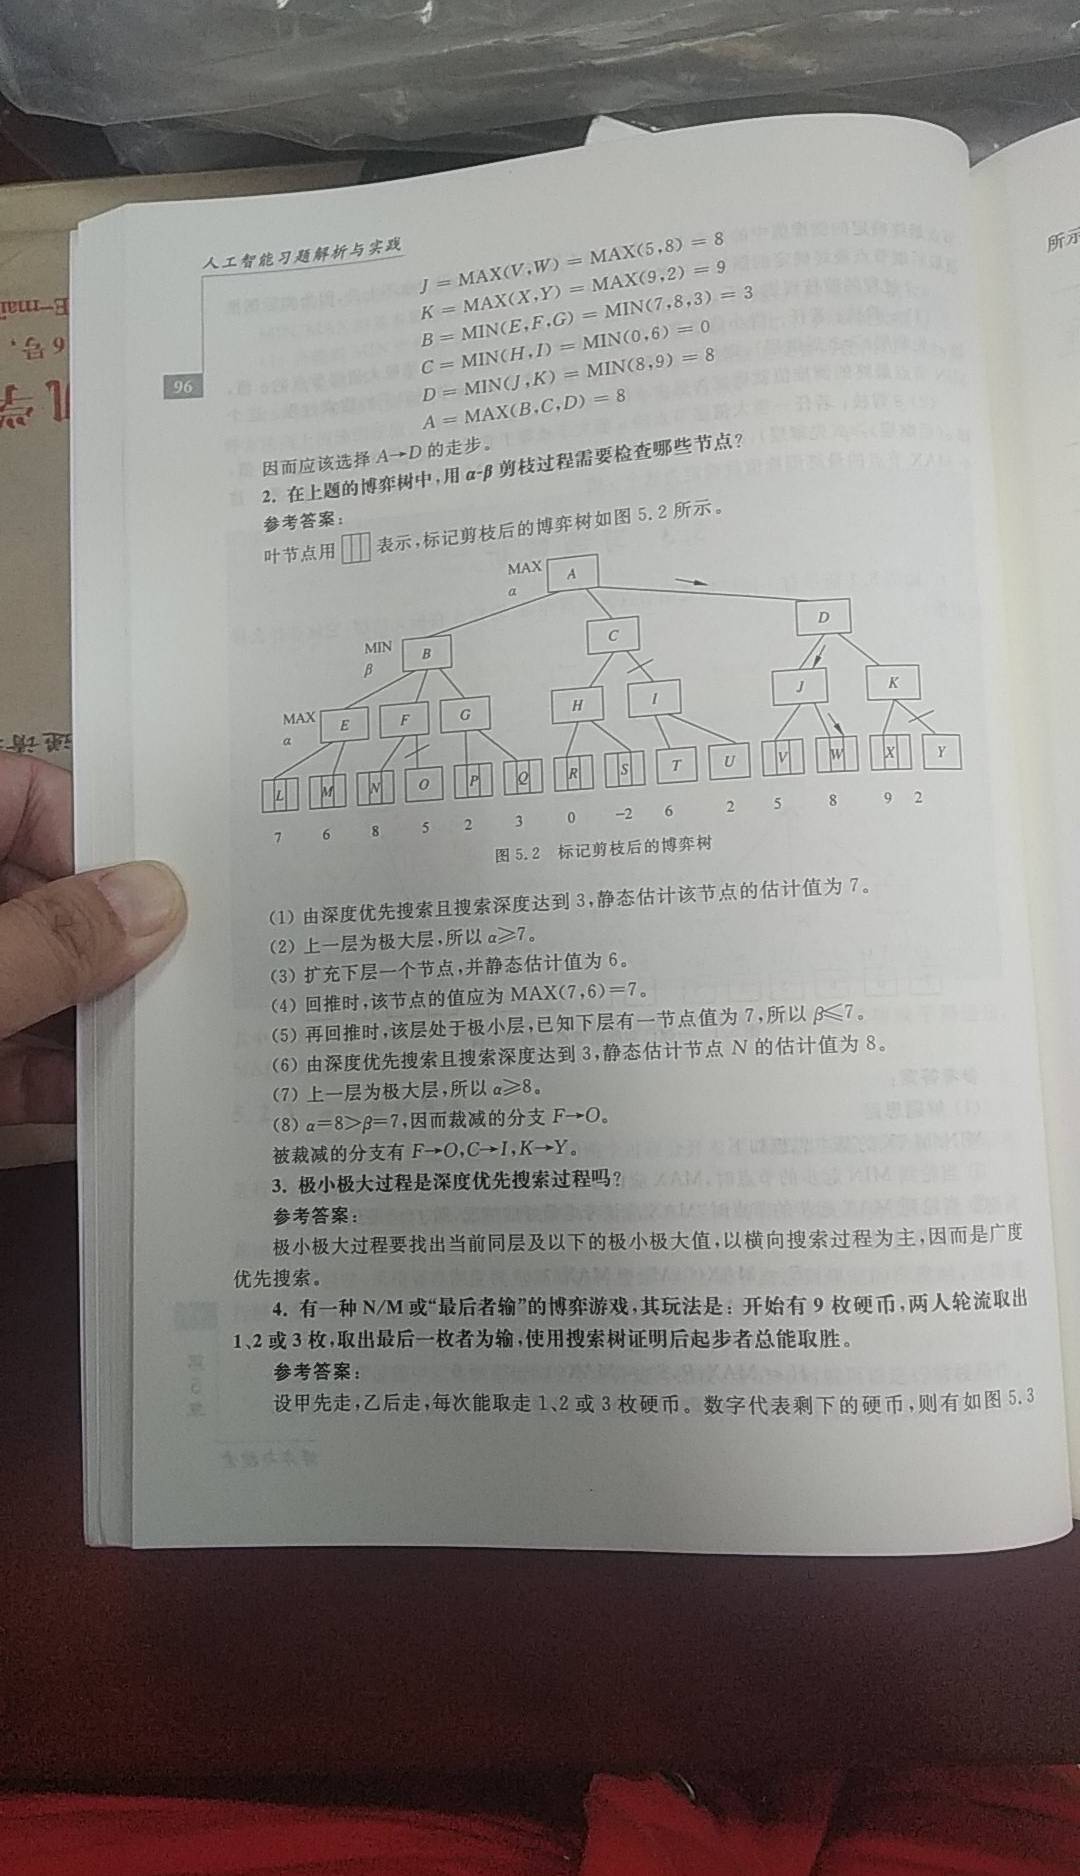 人工智能习题解析与实践
96
J = MAX(V,W) = MAX(5,8) = 8
K = MAX(X,Y) = MAX(9,2) = 9
B = MIN(E,F,G) = MIN(7,8,3) = 3
C = MIN(H,I) = MIN(0,6) = 0
D = MIN(J,K) = MIN(8,9) = 8
A = MAX(B,C,D) = 8
因而应该选择 A→D 的走步。
2. 在上题的博弈树中,用 α-β 剪枝过程需要检查哪些节点?
参考答案:
叶节点用 表示,标记剪枝后的博弈树如图 5.2 所示。
MAX A
α
D
C
MIN B
β
K
J
I
H
MAX E F G
α
L M N O P Q R S T U V W X Y
7 6 8 5 2 3 0 -2 6 2 5 8 9 2
图 5.2 标记剪枝后的博弈树
(1) 由深度优先搜索且搜索深度达到 3,静态估计该节点的估计值为 7。
(2) 上一层为极大层,所以 α⩾7。
(3) 扩充下层一个节点,并静态估计值为 6。
(4) 回推时,该节点的值应为 MAX(7,6)=7。
(5) 再回推时,该层处于极小层,已知下层有一节点值为 7,所以 β⩽7。
(6) 由深度优先搜索且搜索深度达到 3,静态估计节点 N 的估计值为 8。
(7) 上一层为极大层,所以 α⩾8。
(8) α=8>β=7,因而裁减的分支 F→O。
被裁减的分支有 F→O,C→I,K→Y。
3. 极小极大过程是深度优先搜索过程吗?
参考答案:
极小极大过程要找出当前同层及以下的极小极大值,以横向搜索过程为主,因而是广度
优先搜索。
4. 有一种 N/M 或“最后者输”的博弈游戏,其玩法是: 开始有 9 枚硬币,两人轮流取出
1、2 或 3 枚,取出最后一枚者为输,使用搜索树证明后起步者总能取胜。
参考答案:
设甲先走,乙后走,每次能取走 1、2 或 3 枚硬币。数字代表剩下的硬币,则有如图 5.3
所示